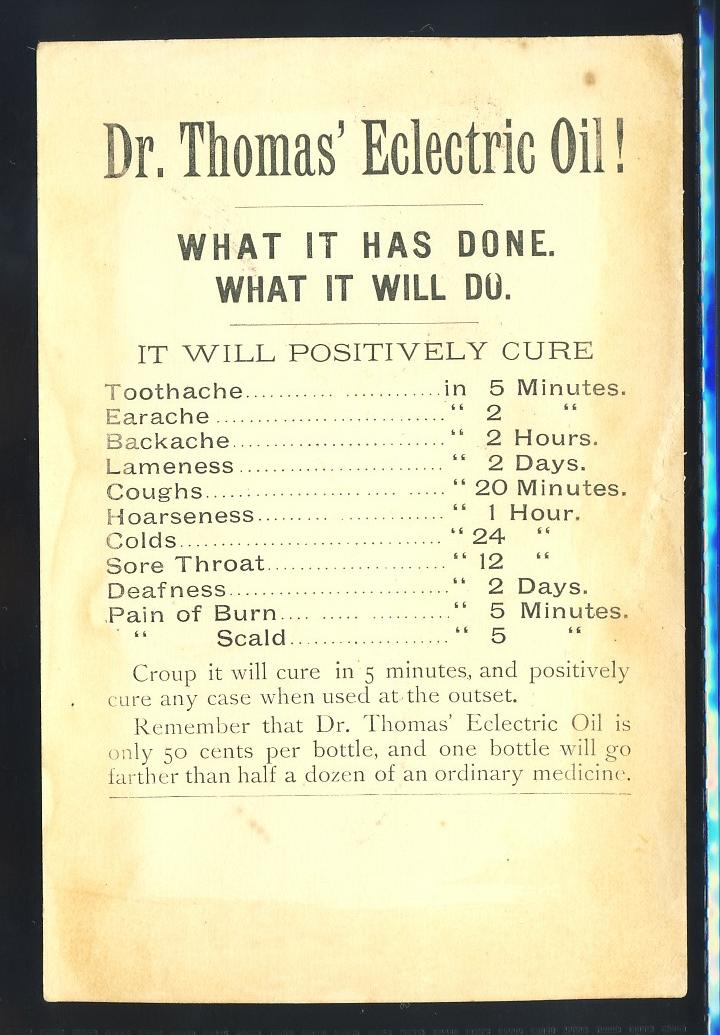 Dr. Thomas' Eclectric Oil!
WHAT IT HAS DONE.
WHAT IT WILL DO.
IT WILL POSITIVELY CURE
Toothache........... ............in 5 Minutes.
Earache............................" 2 "
Backache.........................." 2 Hours.
Lameness.........................." 2 Days.
Coughs........................ ....." 20 Minutes.
Hoarseness......... ............." 1 Hour.
Colds................................." 24 "
Sore Throat......................" 12 "
Deafness..........................." 2 Days.
Pain of Burn.... ..... ..........." 5 Minutes.
" Scald...................." 5 "
Croup it will cure in 5 minutes, and positively
cure any case when used at the outset.
Remember that Dr. Thomas' Eclectric Oil is
only 50 cents per bottle, and one bottle will go
farther than half a dozen of an ordinary medicine.